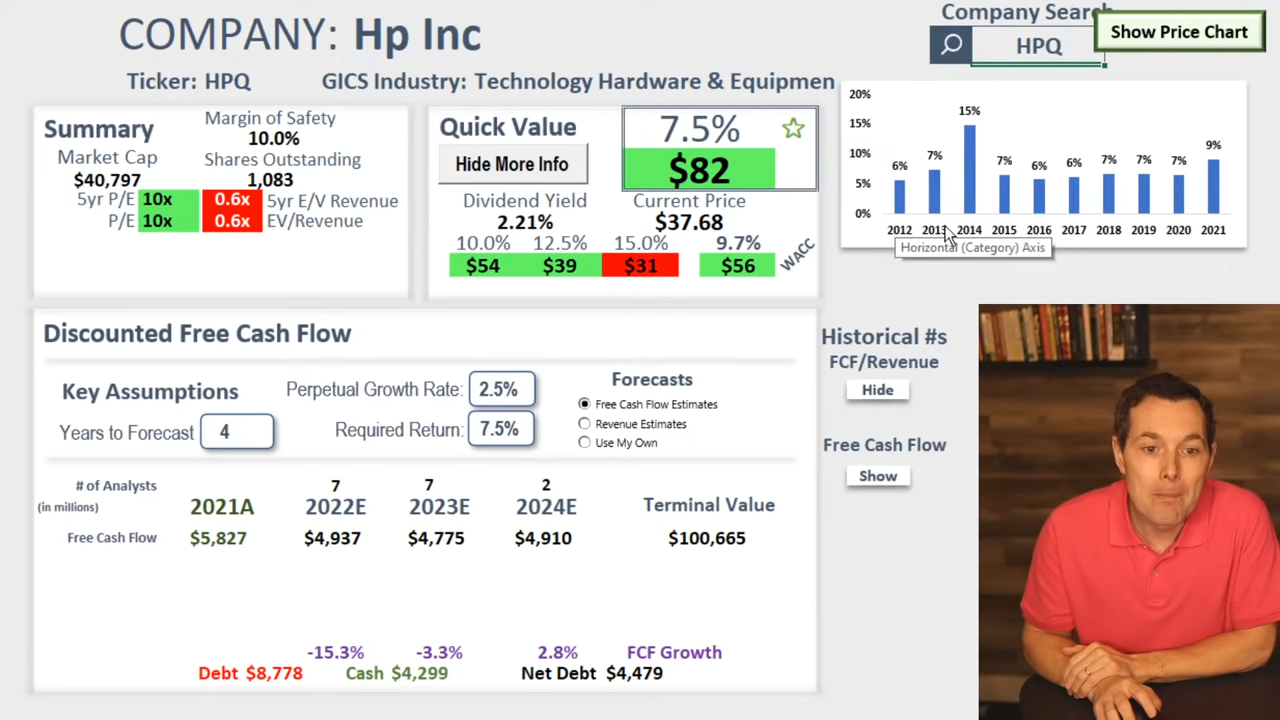 COMPANY: Hp Inc
Company Search
HPQ
Show Price Chart
Ticker: HPQ
GICS Industry: Technology Hardware & Equipmen
Summary
Margin of Safety
10.0%
Market Cap
Shares Outstanding
$40,797
1,083
5yr P/E 10x 0.6x 5yr E/V Revenue
P/E 10x 0.6x EV/Revenue
Quick Value
7.5%
Hide More Info
$82
Dividend Yield
Current Price
2.21%
$37.68
10.0% 12.5% 15.0% 9.7%
$54 $39 $31 $56
WACC
20%
15%
10%
5%
0%
6% 7% 15% 7% 6% 6% 7% 7% 7% 9%
2012 2013 2014 2015 2016 2017 2018 2019 2020 2021
Horizontal (Category) Axis
Discounted Free Cash Flow
Key Assumptions
Years to Forecast 4
Perpetual Growth Rate: 2.5%
Required Return: 7.5%
Forecasts
Free Cash Flow Estimates
Revenue Estimates
Use My Own
Historical #s
FCF/Revenue
Hide
Free Cash Flow
Show
# of Analysts 7 7 2
(in millions) 2021A 2022E 2023E 2024E Terminal Value
Free Cash Flow $5,827 $4,937 $4,775 $4,910 $100,665
-15.3% -3.3% 2.8% FCF Growth
Debt $8,778 Cash $4,299 Net Debt $4,479